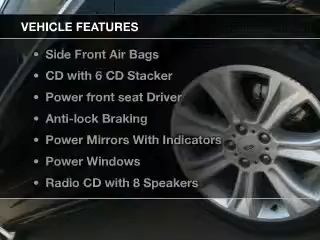 VEHICLE FEATURES
• Side Front Air Bags
• CD with 6 CD Stacker
• Power front seat Driver
• Anti-lock Braking
• Power Mirrors With Indicators
• Power Windows
• Radio CD with 8 Speakers